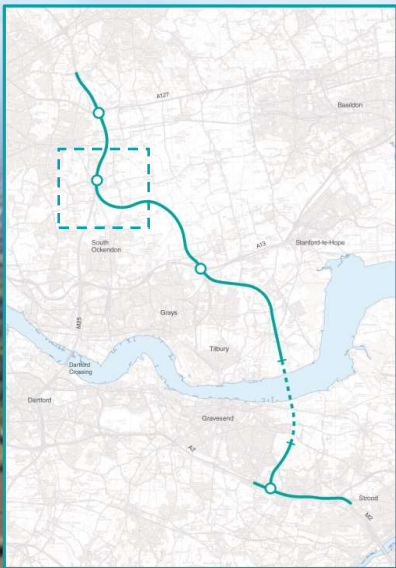 A127
Basildon
South
Ockendon
A13
Stanford-le-Hope
M25
Grays
Tilbury
Dartford
Crossing
Dartford
Gravesend
A2
Strood
M2